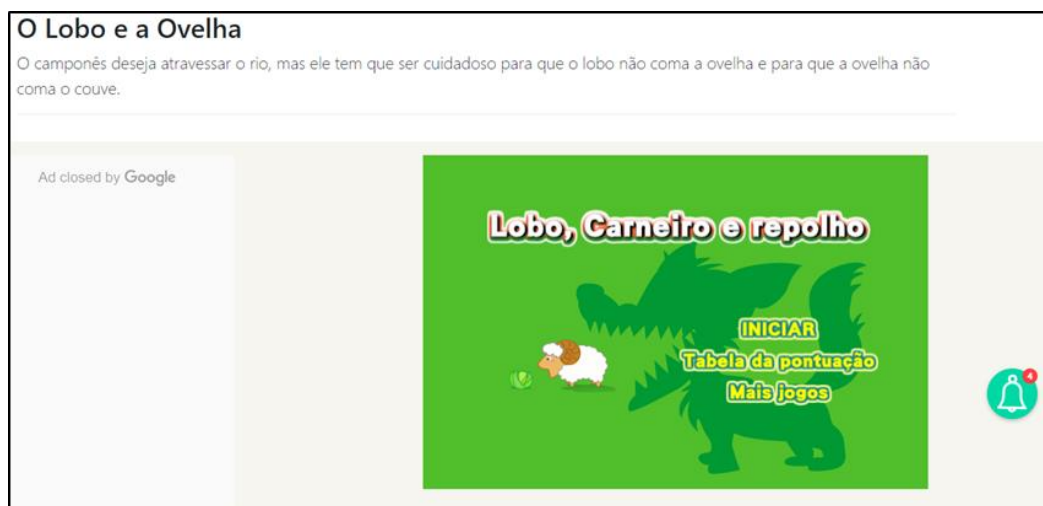 O Lobo e a Ovelha
O camponês deseja atravessar o rio, mas ele tem que ser cuidadoso para que o lobo não coma a ovelha e para que a ovelha não
coma o couve.
Ad closed by Google
Lobo, Carneiro e repolho
INICIAR
Tabela da pontuação
Mais jogos
4